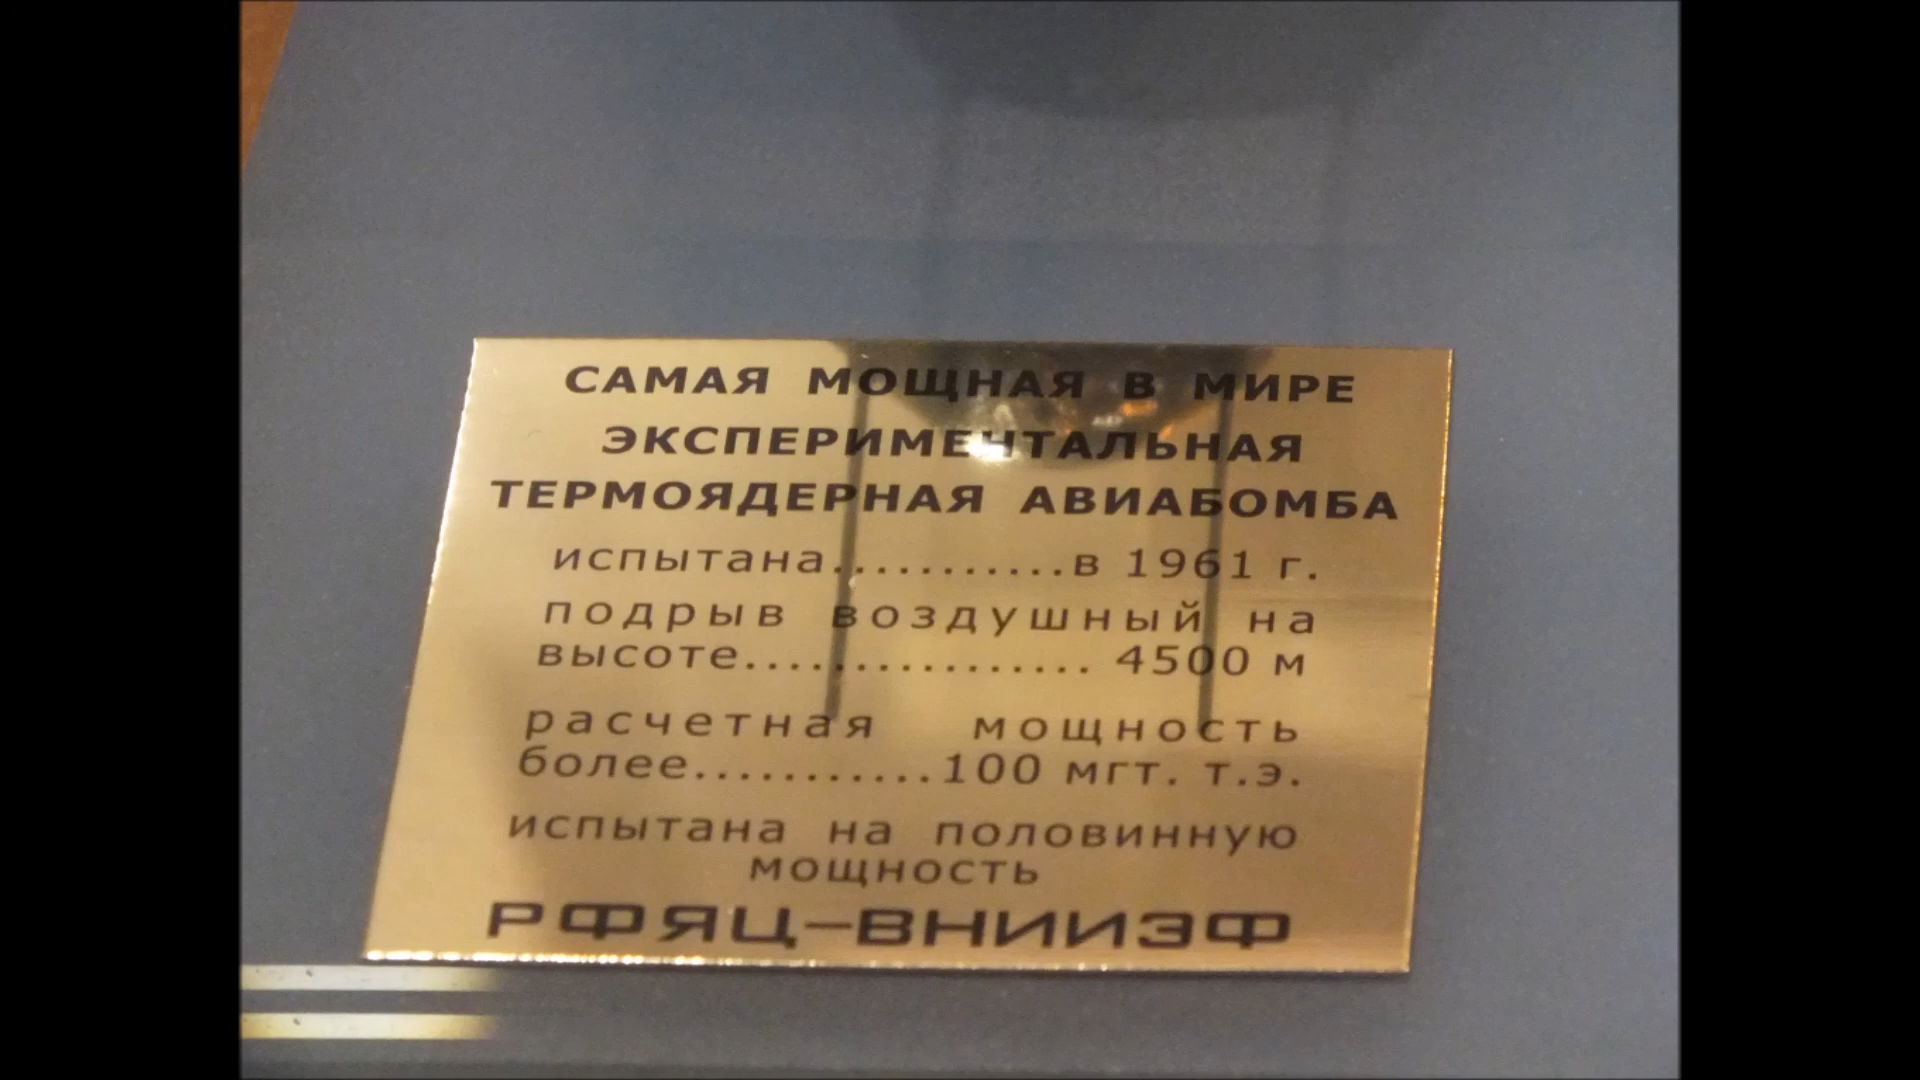 САМАЯ МОЩНАЯ В МИРЕ
ЭКСПЕРИМЕНТАЛЬНАЯ
ТЕРМОЯДЕРНАЯ АВИАБОМБА
испытана...........в 1961 г.
подрыв воздушный на
высоте................ 4500 м
расчетная мощность
более...........100 мгт. т.э.
испытана на половинную
мощность
РФЯЦ-ВНИИЭФ